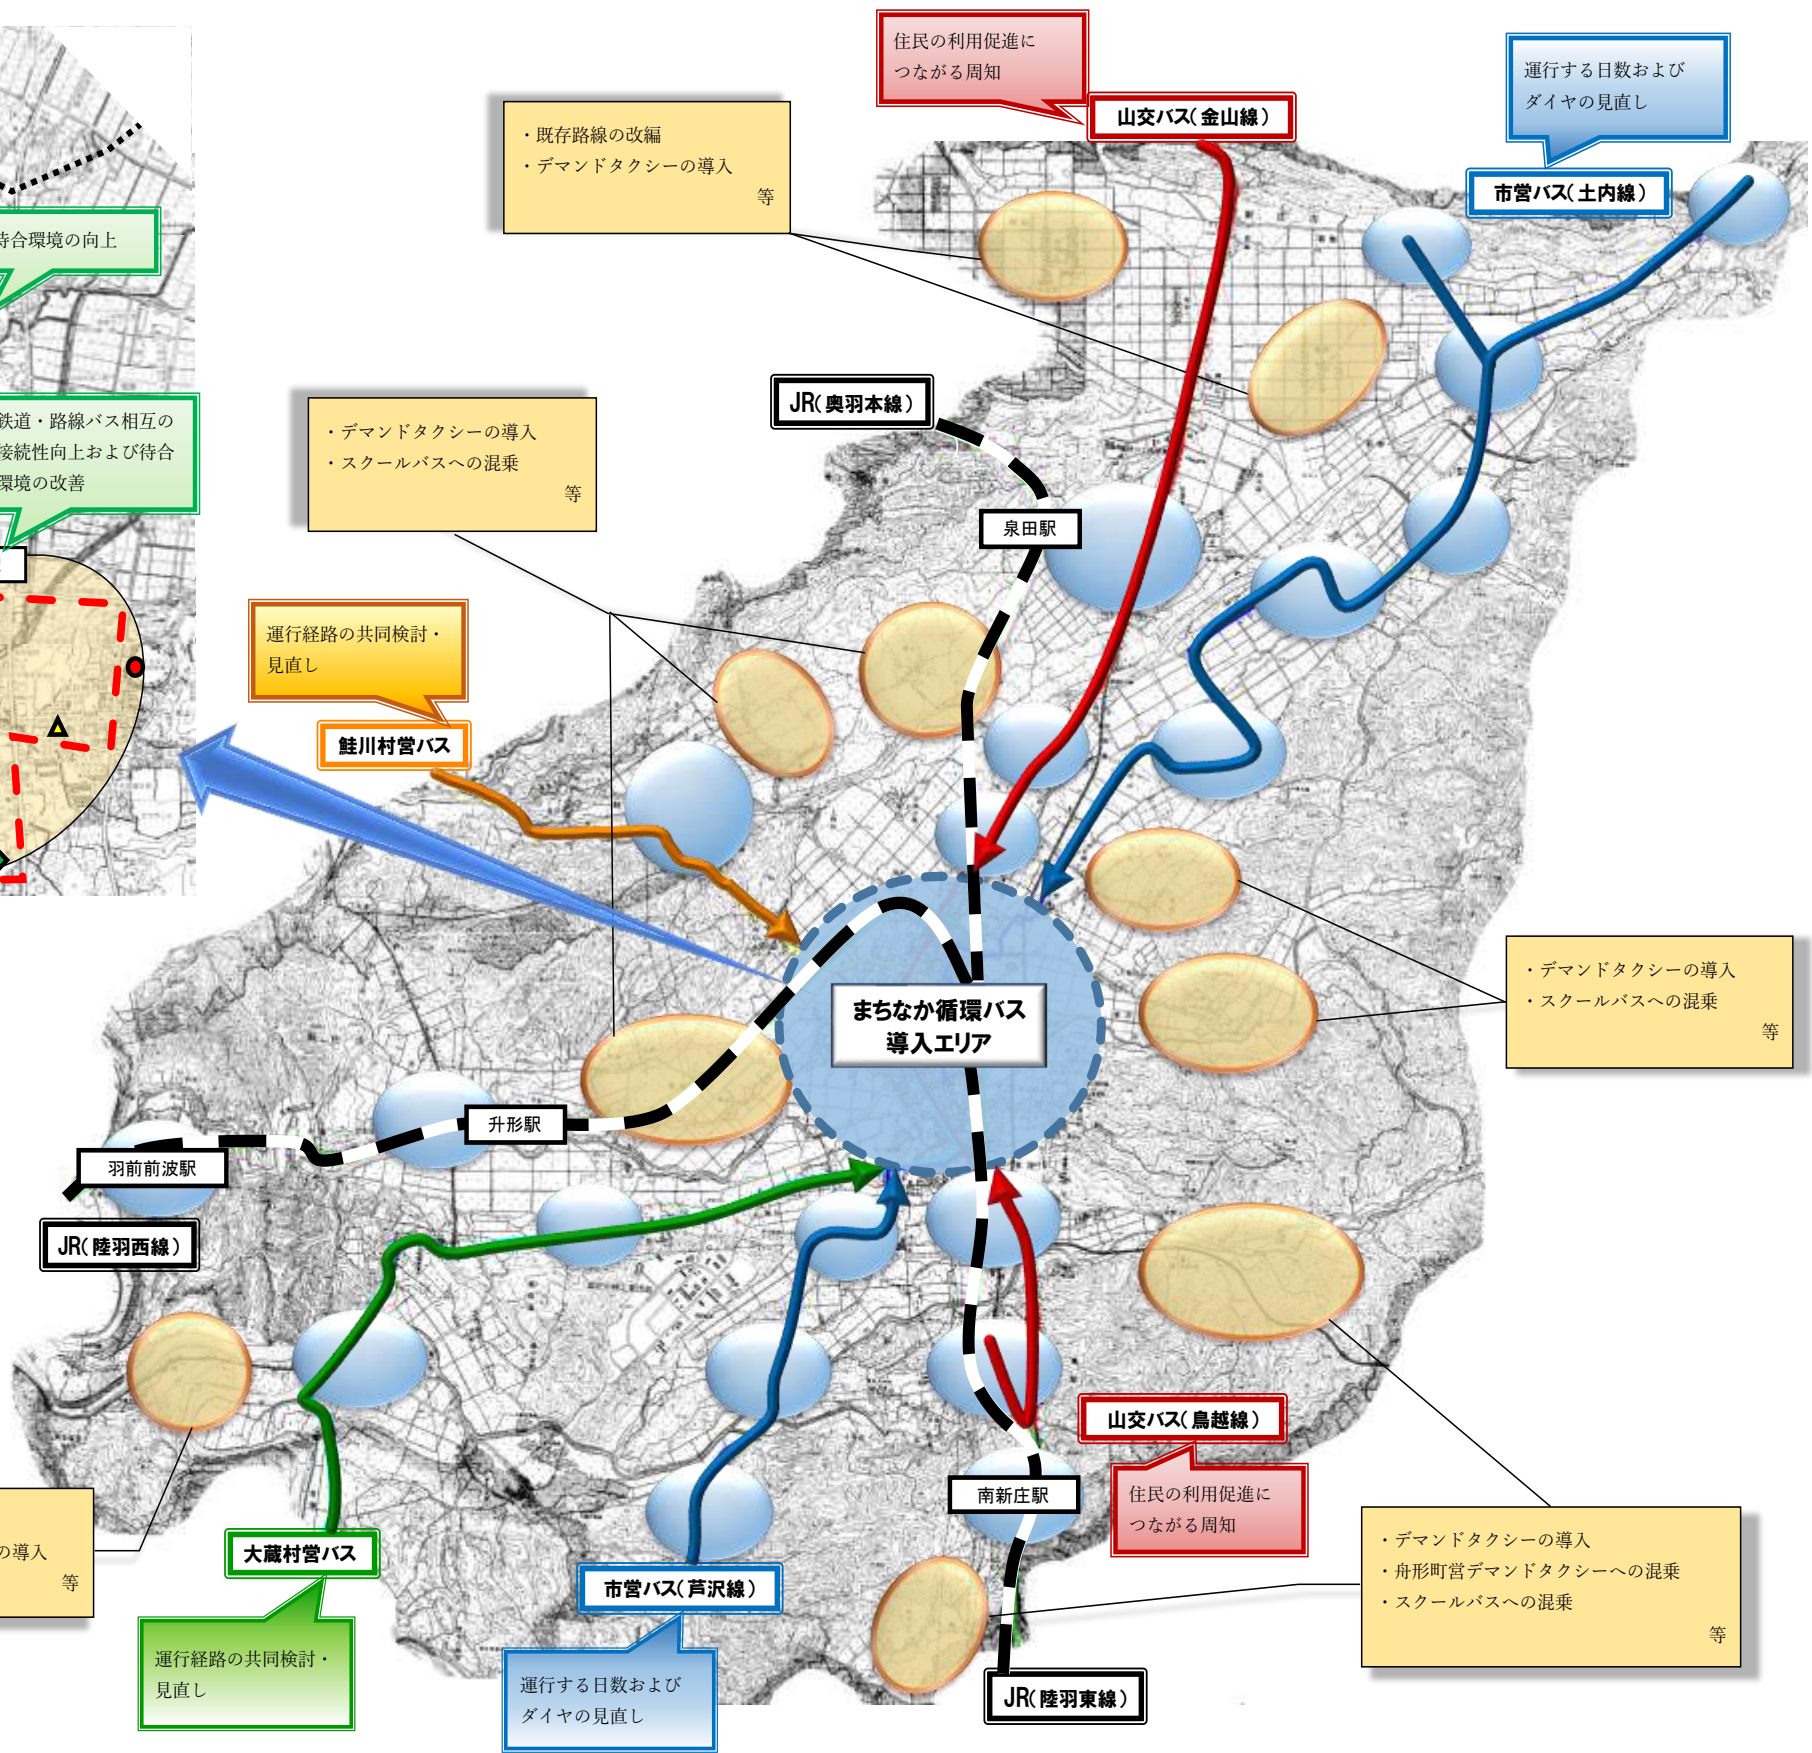 住民の利用促進に
つながる周知
山交バス(金山線)
運行する日数および
ダイヤの見直し
市営バス(土内線)
・既存路線の改編
・デマンドタクシーの導入
等
待合環境の向上
JR(奥羽本線)
鉄道・路線バス相互の
接続性向上および待合
環境の改善
・デマンドタクシーの導入
・スクールバスへの混乗
等
泉田駅
運行経路の共同検討・
見直し
鮭川村営バス
まちなか循環バス
導入エリア
・デマンドタクシーの導入
・スクールバスへの混乗
等
升形駅
羽前前波駅
JR(陸羽西線)
山交バス(鳥越線)
住民の利用促進に
つながる周知
南新庄駅
の導入
等
大蔵村営バス
運行経路の共同検討・
見直し
市営バス(芦沢線)
運行する日数および
ダイヤの見直し
・デマンドタクシーの導入
・舟形町営デマンドタクシーへの混乗
・スクールバスへの混乗
等
JR(陸羽東線)